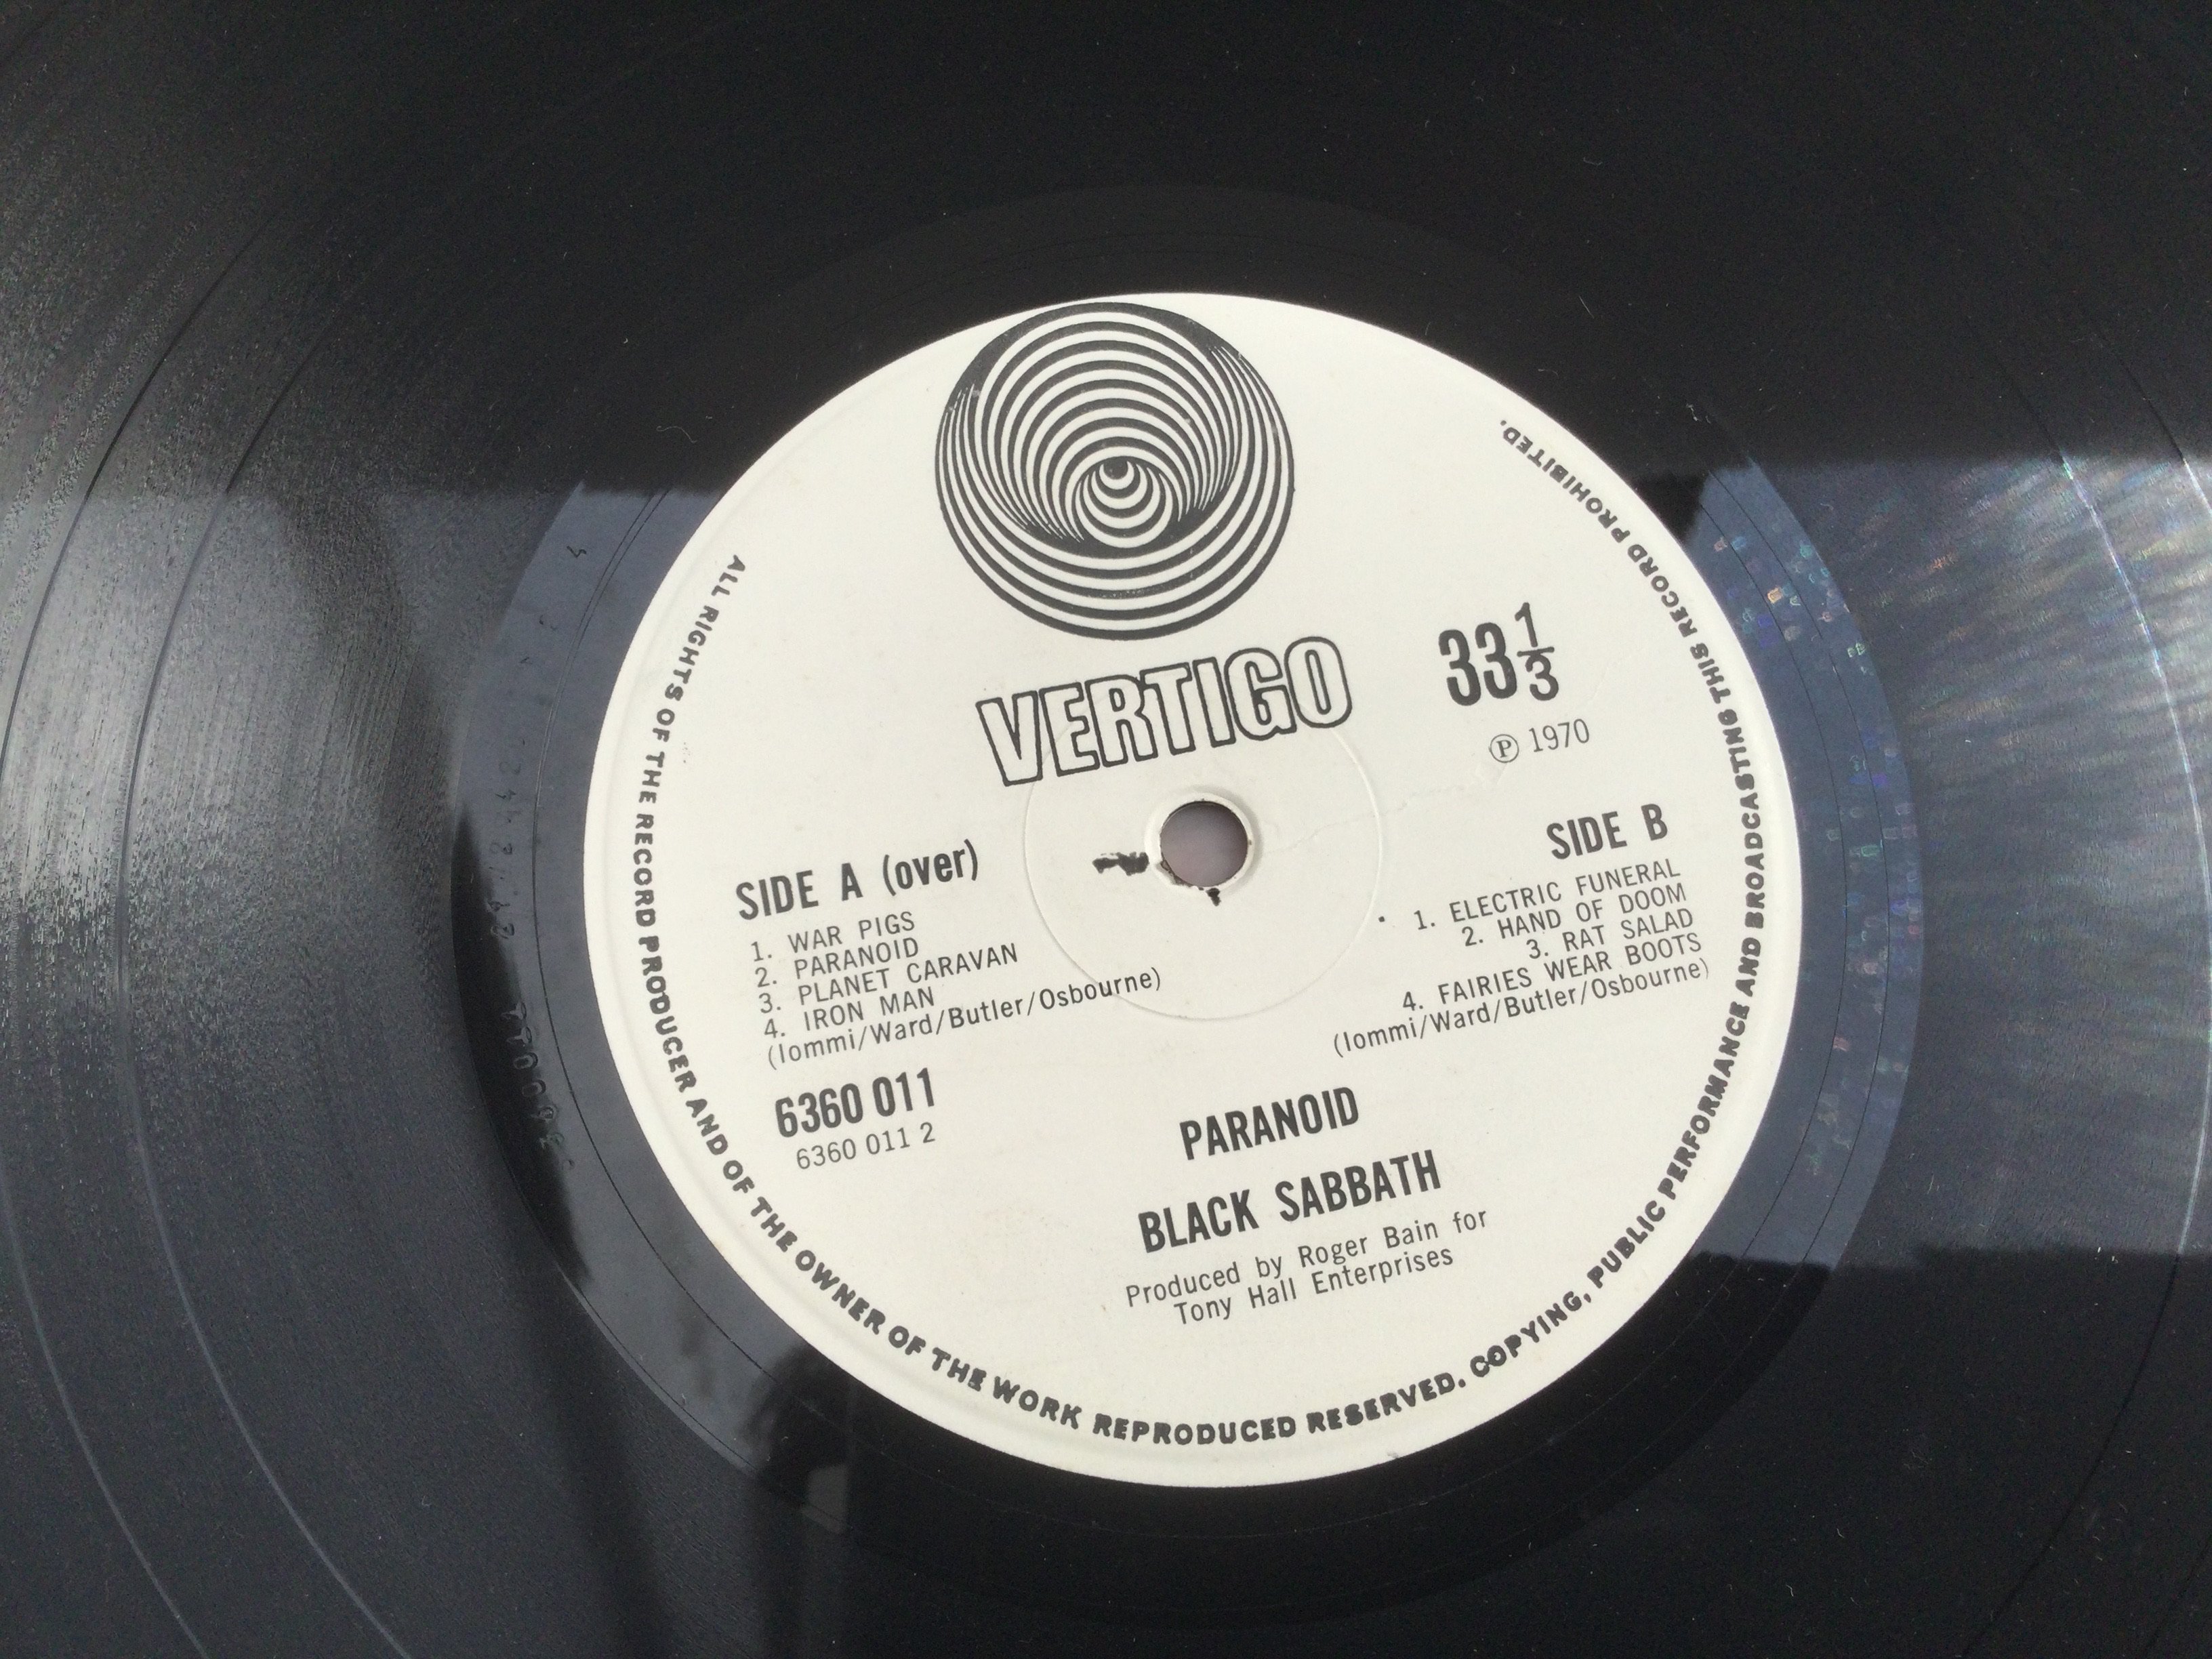 VERTIGO
33 1/3
Ⓟ 1970
SIDE A (over)
1. WAR PIGS
2. PARANOID
3. PLANET CARAVAN
4. IRON MAN
(Iommi/Ward/Butler/Osbourne)
6360 011
6360 011 2
SIDE B
1. ELECTRIC FUNERAL
2. HAND OF DOOM
3. RAT SALAD
4. FAIRIES WEAR BOOTS
(Iommi/Ward/Butler/Osbourne)
PARANOID
BLACK SABBATH
Produced by Roger Bain for
Tony Hall Enterprises
ALL RIGHTS OF THE RECORD PRODUCER AND OF THE OWNER OF THE WORK REPRODUCED RESERVED. COPYING, PUBLIC PERFORMANCE AND BROADCASTING THIS RECORD PROHIBITED.